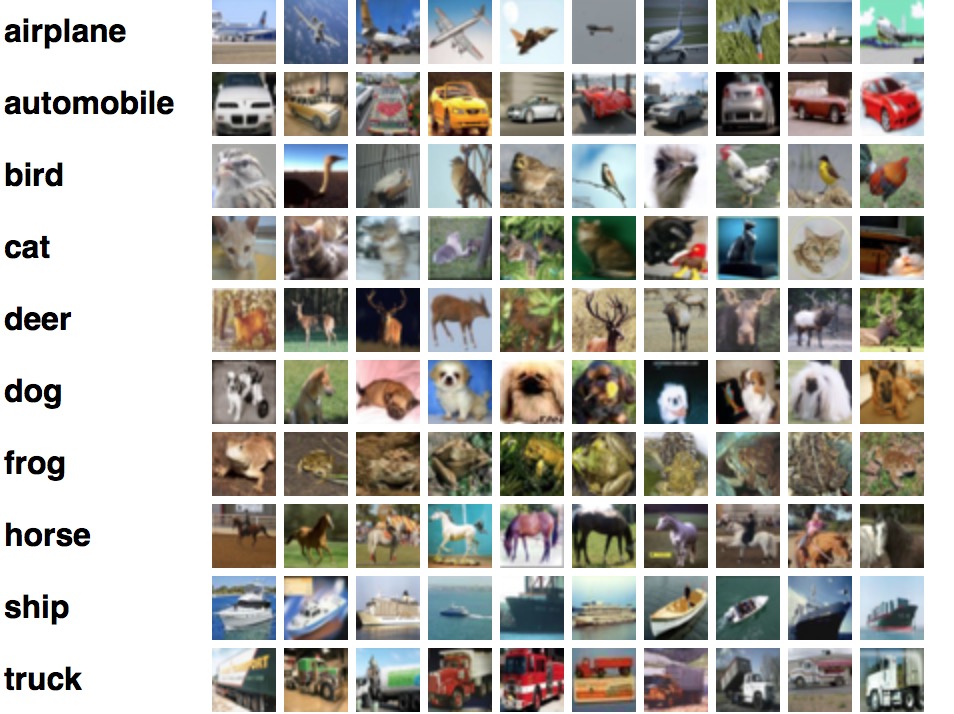 airplane
automobile
bird
cat
deer
dog
frog
horse
ship
truck